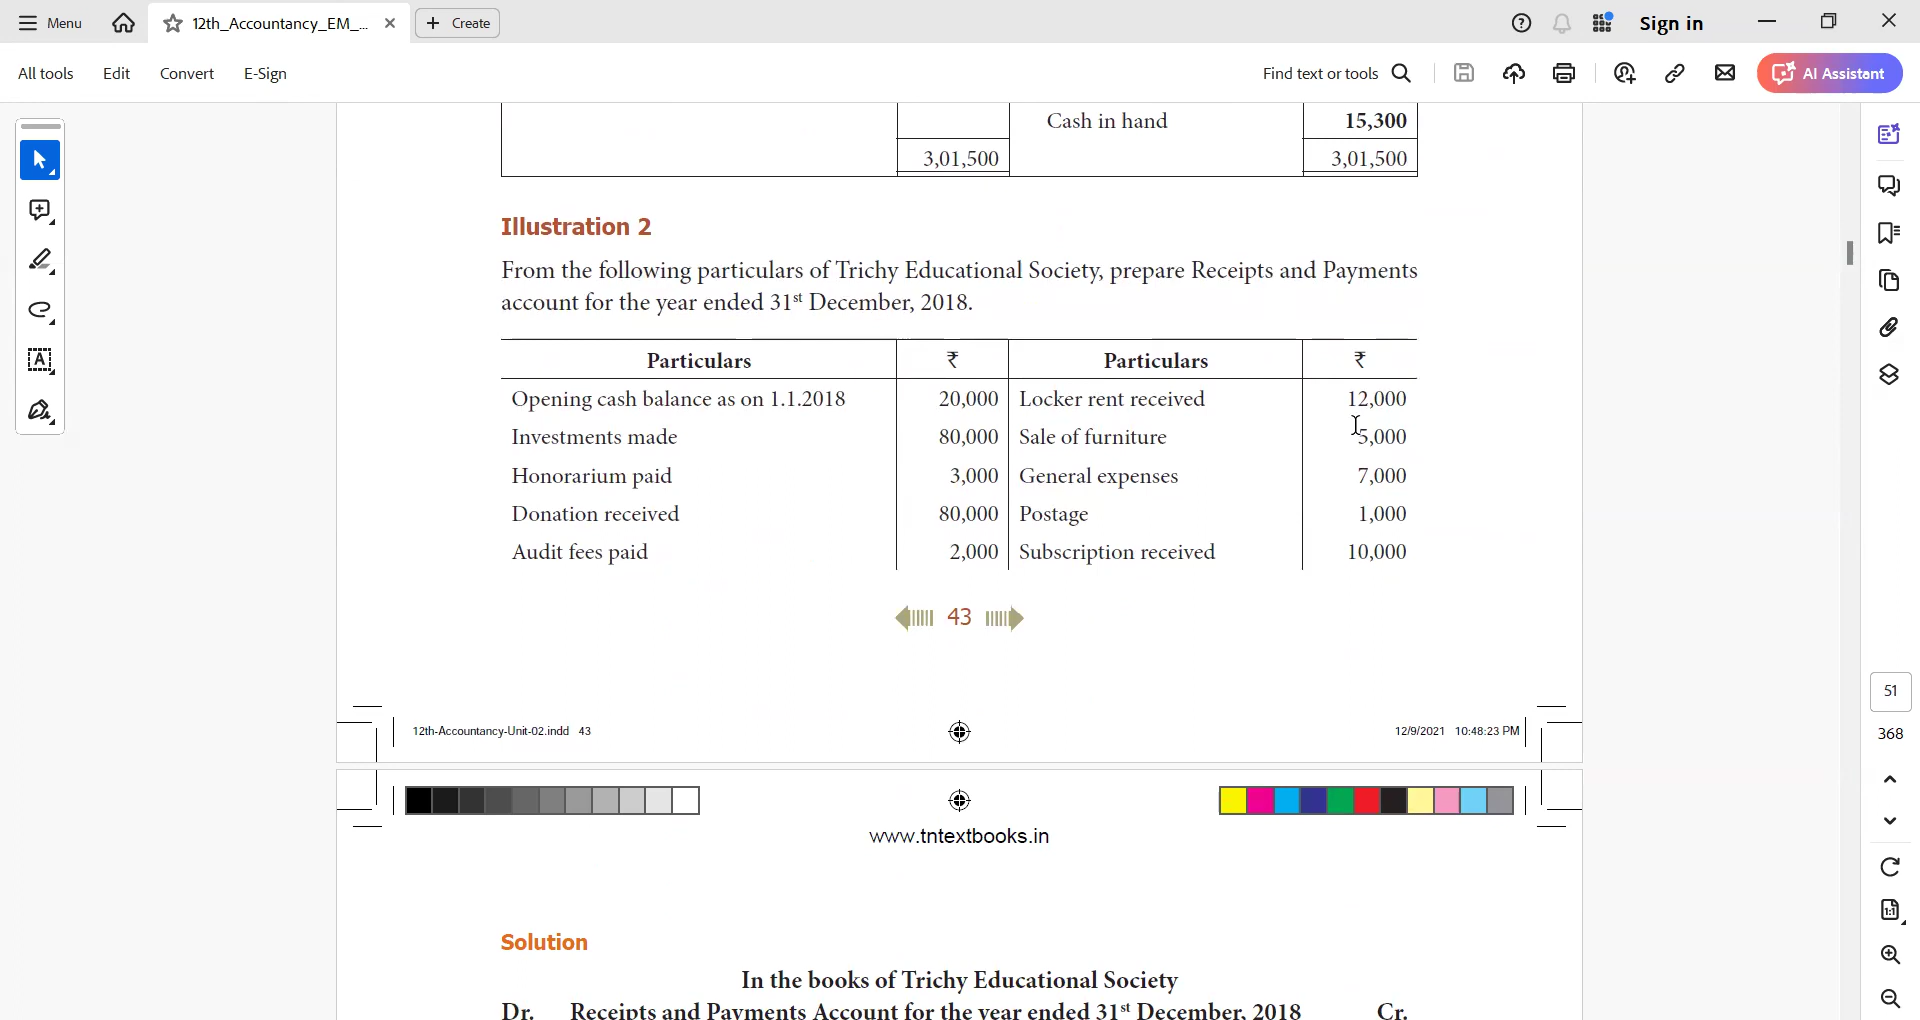 Menu
12th_Accountancy_EM_...
Create
Sign in
All tools
Edit
Convert
E-Sign
Find text or tools
AI Assistant
Cash in hand 15,300
3,01,500 3,01,500
Illustration 2
From the following particulars of Trichy Educational Society, prepare Receipts and Payments
account for the year ended 31st December, 2018.
Particulars ₹ Particulars ₹
Opening cash balance as on 1.1.2018 20,000 Locker rent received 12,000
Investments made 80,000 Sale of furniture 5,000
Honorarium paid 3,000 General expenses 7,000
Donation received 80,000 Postage 1,000
Audit fees paid 2,000 Subscription received 10,000
43
12th-Accountancy-Unit-02.indd 43
12/9/2021 10:48:23 PM
www.tntextbooks.in
Solution
In the books of Trichy Educational Society
Dr. Receipts and Payments Account for the year ended 31st December, 2018 Cr.
51
368